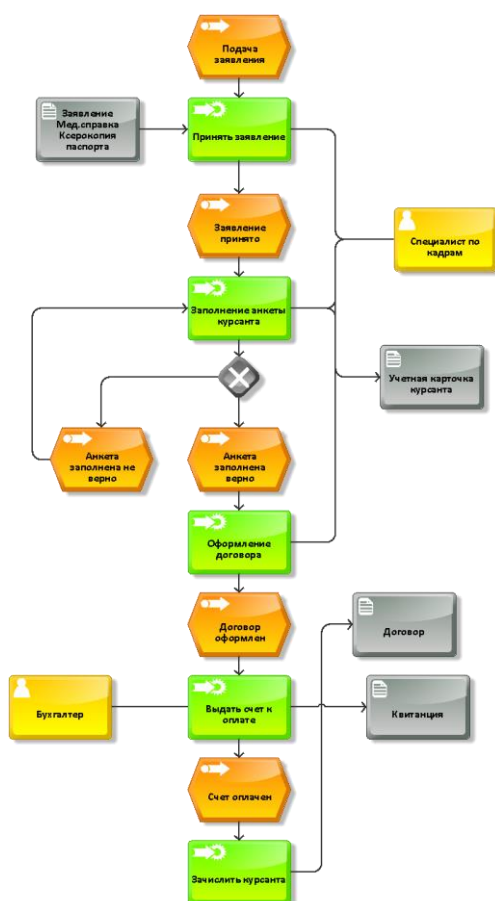 Подача
заявления
Заявление
Мед.справка
Ксерокопия
паспорта
Принять заявление
Заявление
принято
Специалист по
кадрам
Заполнение анкеты
курсанта
Учетная карточка
курсанта
Анкета
заполнена не
верно
Анкета
заполнена
верно
Оформление
договора
Договор
оформлен
Договор
Бухгалтер
Выдать счет к
оплате
Квитанция
Счет оплачен
Зачислить курсанта